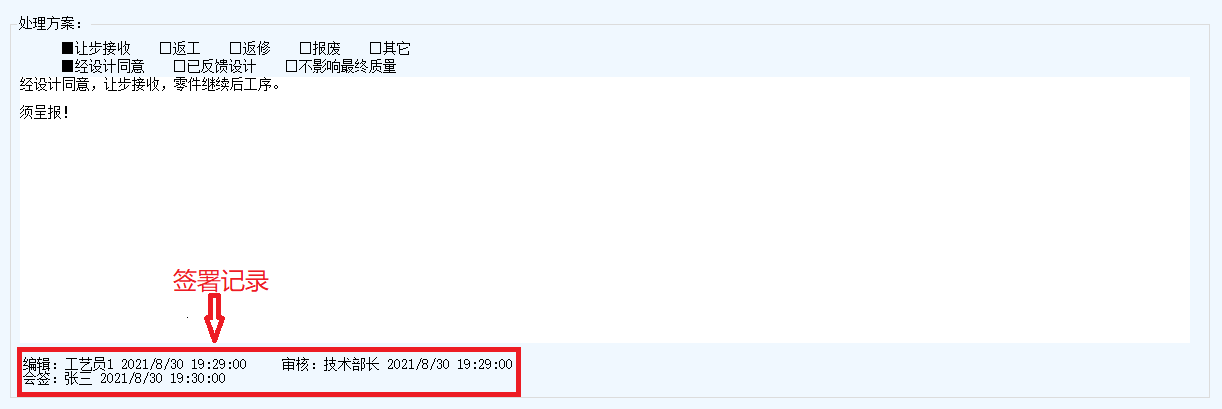 处理方案：
■让步接收 □返工 □返修 □报废 □其它
■经设计同意 □已反馈设计 □不影响最终质量
经设计同意，让步接收，零件继续后工序。
须呈报！
签署记录
编辑：工艺员1 2021/8/30 19:29:00 审核：技术部长 2021/8/30 19:29:00
会签：张三 2021/8/30 19:30:00